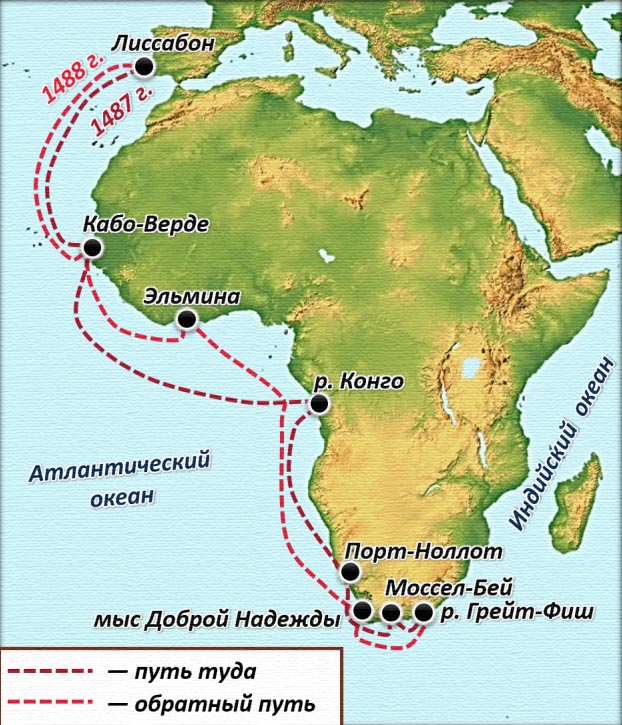 Лиссабон
1488 г.
1487 г.
Кабо-Верде
Эльмина
р. Конго
Атлантический
океан
Индийский океан
Порт-Ноллот
Моссел-Бей
мыс Доброй Надежды
р. Грейт-Фиш
— путь туда
— обратный путь